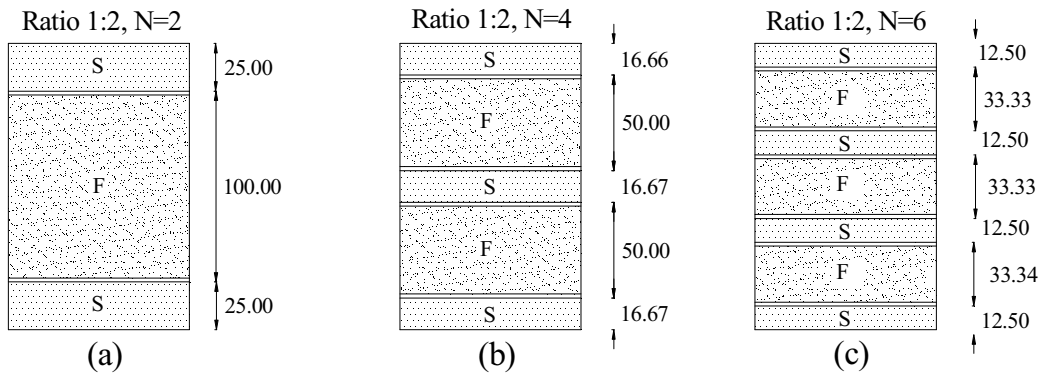 Ratio 1:2, N=2
S
25.00
F
100.00
S
25.00
(a)
Ratio 1:2, N=4
S
16.66
F
50.00
S
16.67
F
50.00
S
16.67
(b)
Ratio 1:2, N=6
S
12.50
F
33.33
S
12.50
F
33.33
S
12.50
F
33.34
S
12.50
(c)